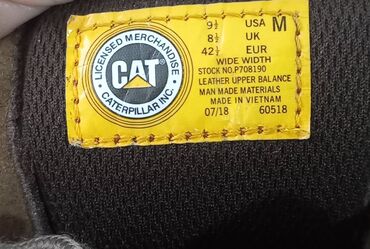 9½ USA M
8½ UK
42½ EUR
WIDE WIDTH
STOCK NO.P708190
LEATHER UPPER BALANCE
MAN MADE MATERIALS
MADE IN VIETNAM
07/18 60518
LICENSED MERCHANDISE
CAT
CATERPILLAR INC.